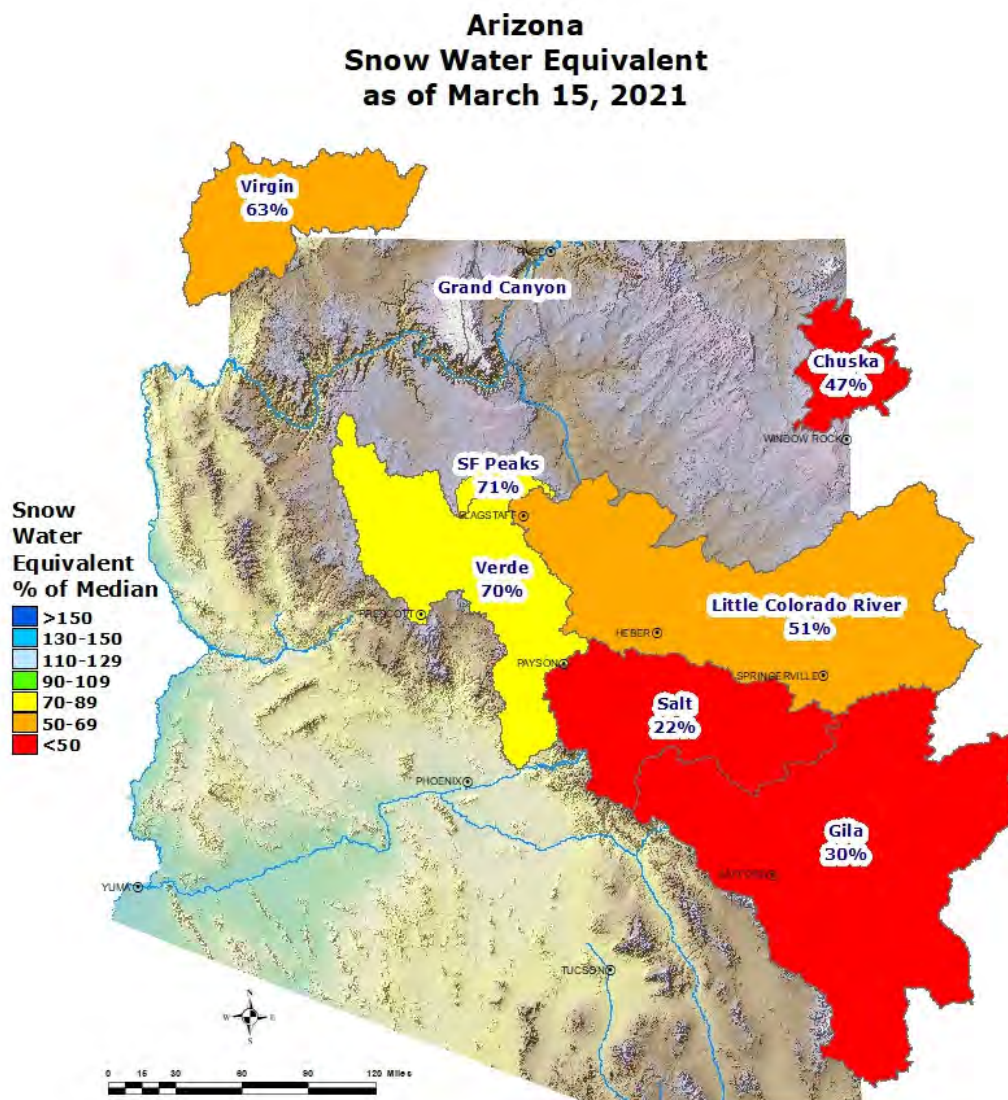 Arizona
Snow Water Equivalent
as of March 15, 2021
Virgin
63%
Grand Canyon
Chuska
47%
WINDOW ROCK
SF Peaks
71%
FLAGSTAFF
Snow
Water
Equivalent
% of Median
>150
130-150
110-129
90-109
70-89
50-69
<50
Verde
70%
PRESCOTT
Little Colorado River
51%
HEBER
PAYSON
SPRINGERVILLE
Salt
22%
PHOENIX
Gila
30%
YUMA
TUCSON
N
W E
S
0 15 30 60 90 120 Miles